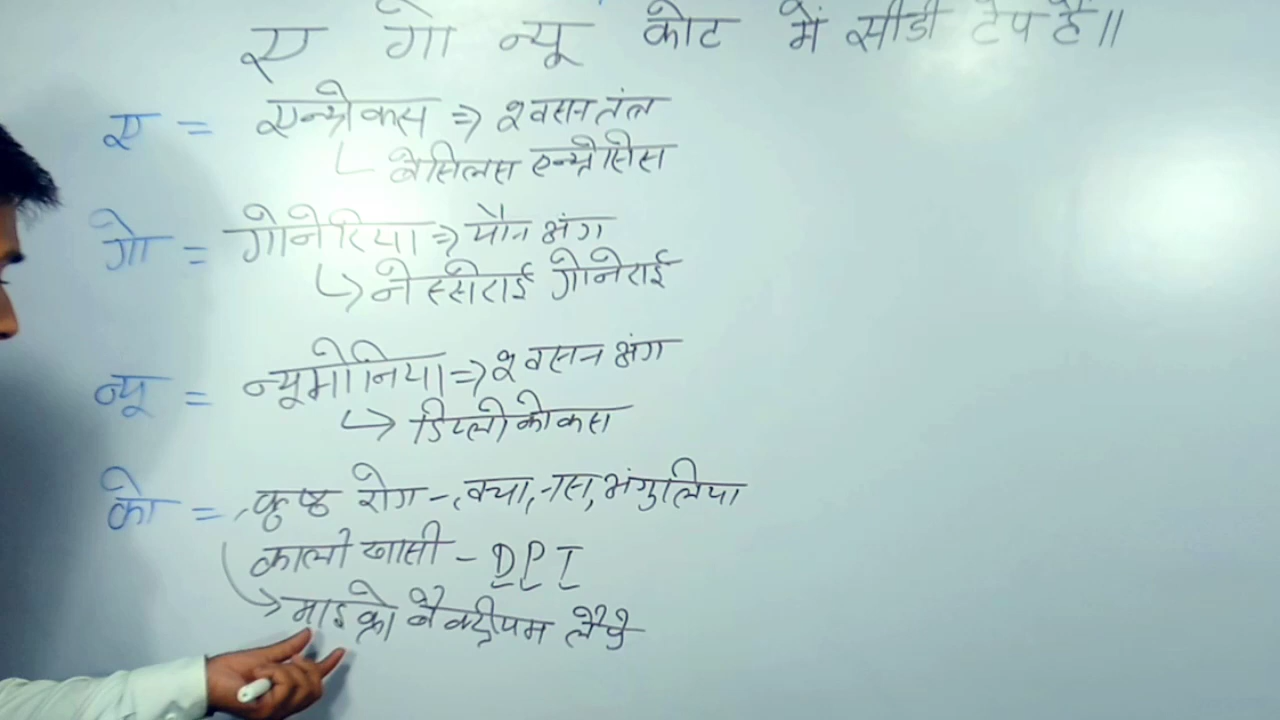 ए गो न्यू कोट में सीडी टेप है॥
ए = एन्थ्रेक्स => श्वसन तंत्र
बेसिलस एन्थ्रेसिस
गो = गोनेरिया => यौन अंग
↳ नेस्सेराई गोनेराई
न्यू = न्यूमोनिया => श्वसन अंग
↳ डिप्लोकोकस
को = कुष्ठ रोग - त्वचा, नस, अंगुलिया
काली खासी - DPT
→ माइक्रो बैक्ट्रीयम लैप्रे